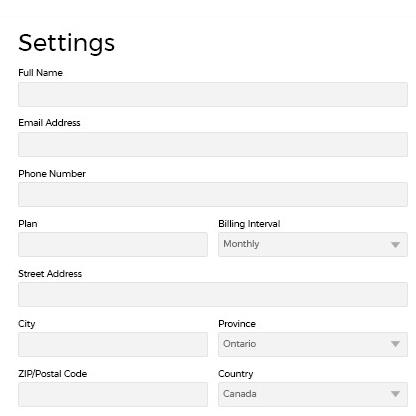 Settings
Full Name
Email Address
Phone Number
Plan
Billing Interval
Monthly
Street Address
City
Province
Ontario
ZIP/Postal Code
Country
Canada